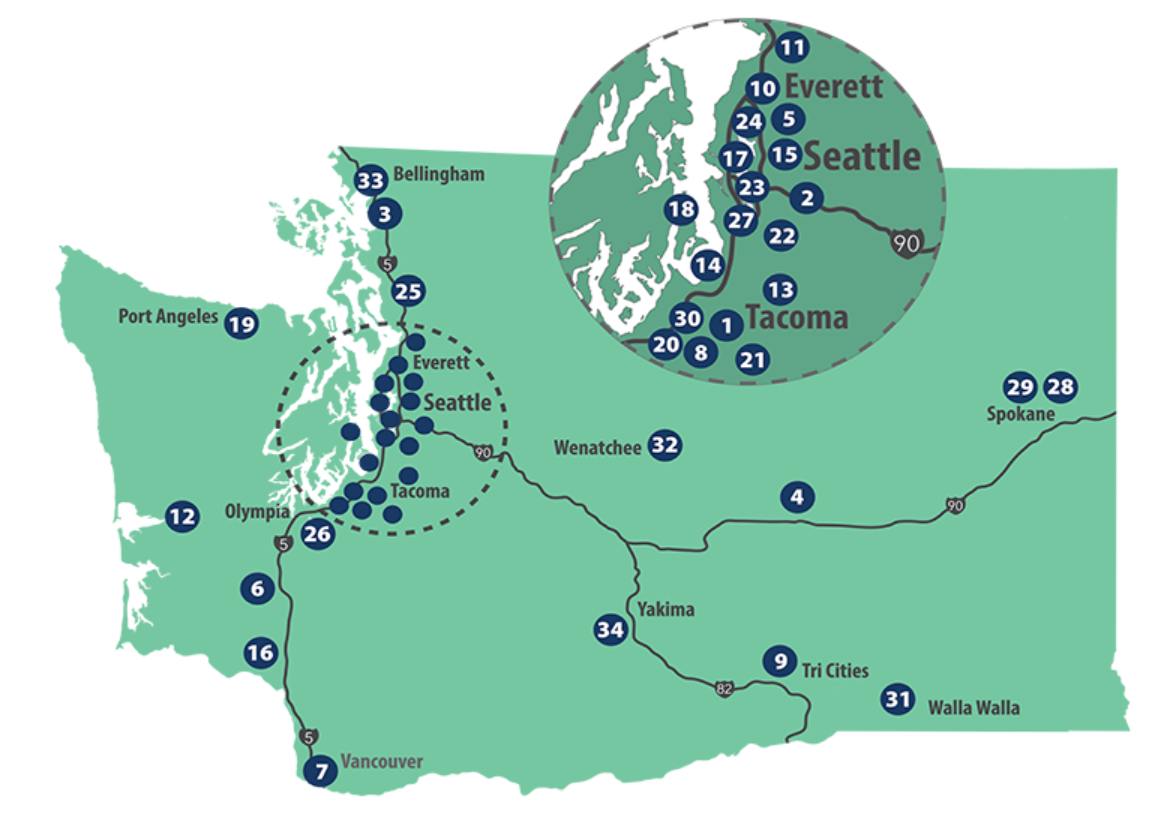 11
10 Everett
24 5
17 15 Seattle
23 2
18 27 22
90
14
13
30 1 Tacoma
20 8 21
33 Bellingham
3
5
25
Port Angeles 19
Everett
Seattle
90
Tacoma
Olympia
12
26
5
6
16
5
7 Vancouver
29 28
Spokane
Wenatchee 32
4
90
Yakima
34
9 Tri Cities
82
31 Walla Walla